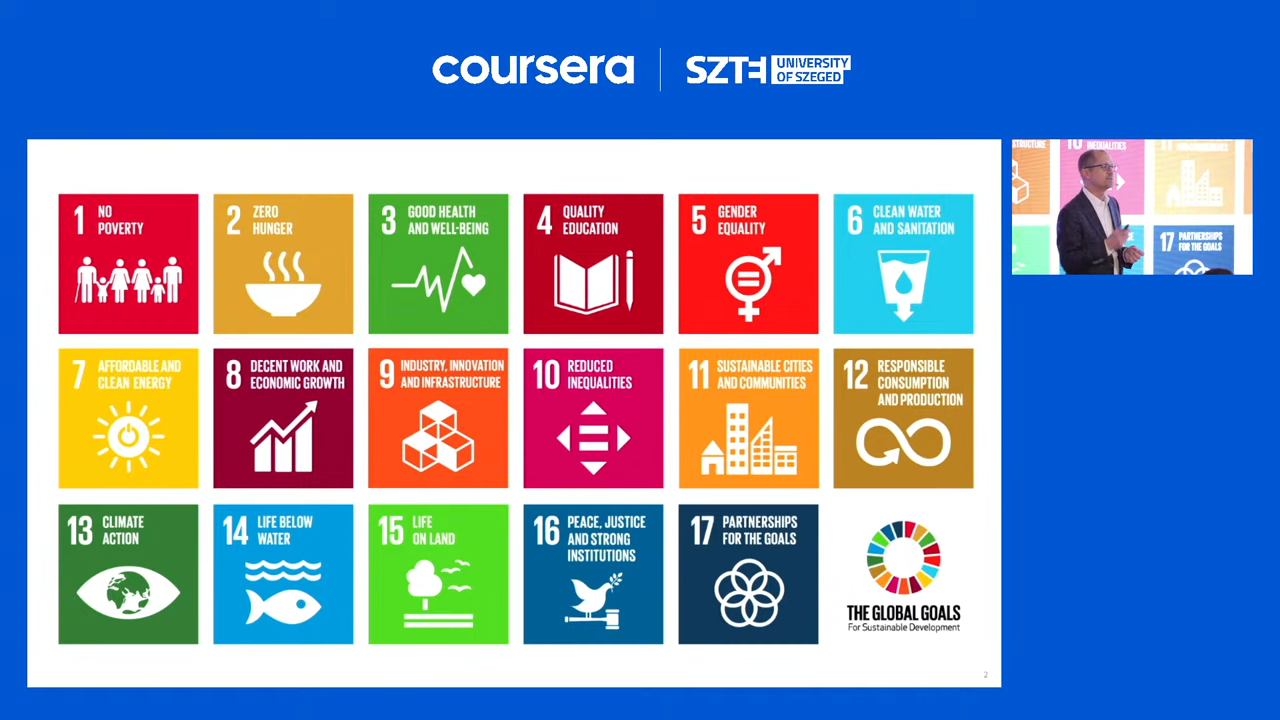 coursera
SZTE UNIVERSITY
OF SZEGED
1 NO
POVERTY
2 ZERO
HUNGER
3 GOOD HEALTH
AND WELL-BEING
4 QUALITY
EDUCATION
5 GENDER
EQUALITY
6 CLEAN WATER
AND SANITATION
7 AFFORDABLE AND
CLEAN ENERGY
8 DECENT WORK AND
ECONOMIC GROWTH
9 INDUSTRY, INNOVATION
AND INFRASTRUCTURE
10 REDUCED
INEQUALITIES
11 SUSTAINABLE CITIES
AND COMMUNITIES
12 RESPONSIBLE
CONSUMPTION
AND PRODUCTION
13 CLIMATE
ACTION
14 LIFE BELOW
WATER
15 LIFE
ON LAND
16 PEACE, JUSTICE
AND STRONG
INSTITUTIONS
17 PARTNERSHIPS
FOR THE GOALS
THE GLOBAL GOALS
For Sustainable Development
2
INEQUALITIES
17 PARTNERSHIPS
FOR THE GOALS